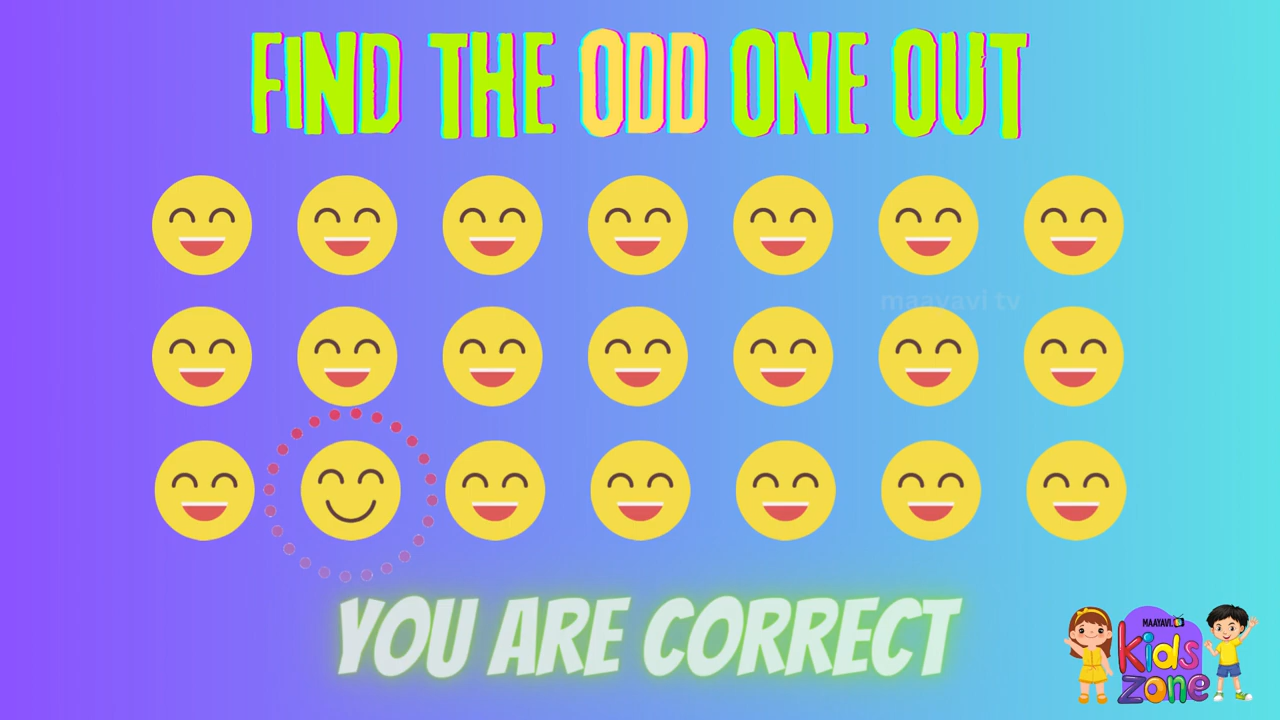 FIND THE ODD ONE OUT
maayavi tv
YOU ARE CORRECT
MAAYAVI
Kids
zone